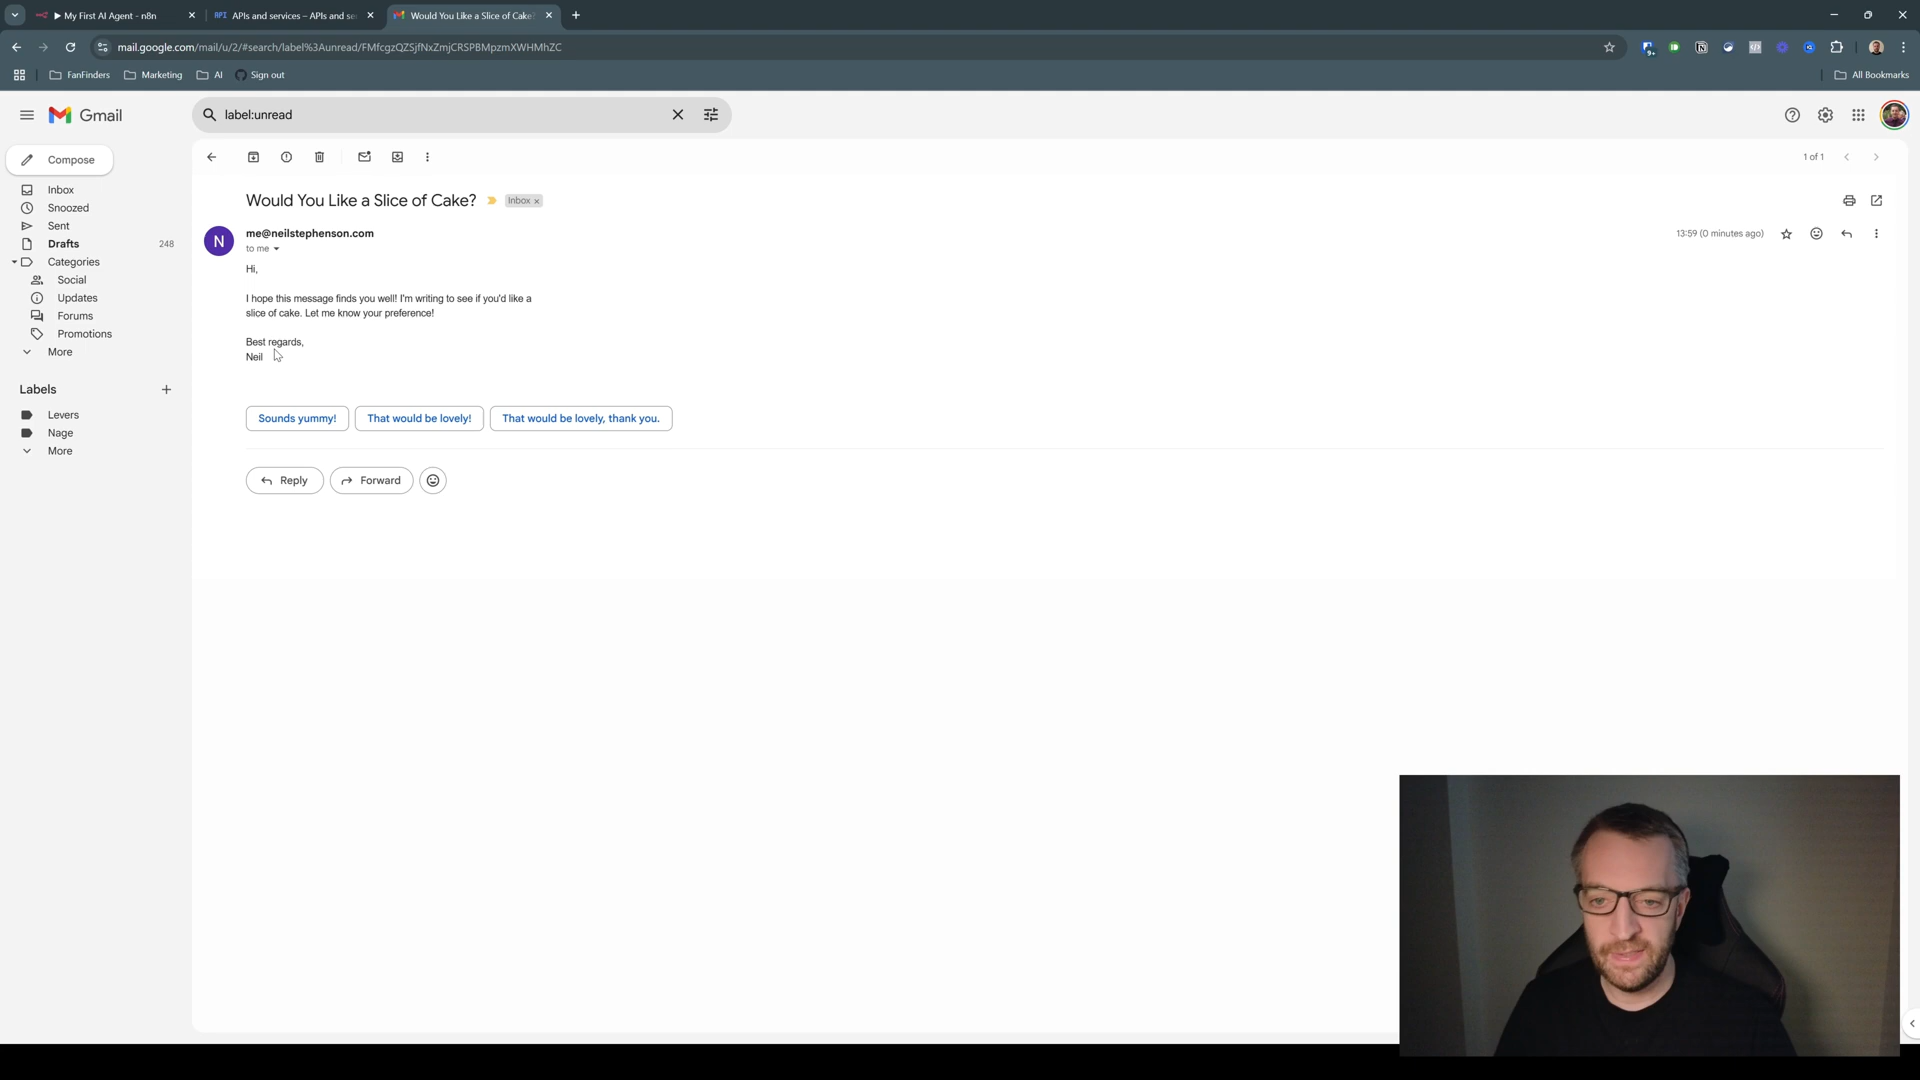 My First AI Agent - n8n
API APIs and services – APIs and se
Would You Like a Slice of Cake?
mail.google.com/mail/u/2/#search/label%3Aunread/FMfcgzQZSjfNxZmjCRSPBMpzmXWHMhZC
FanFinders
Marketing
AI
Sign out
All Bookmarks
Gmail
label:unread
Compose
1 of 1
Inbox
Snoozed
Sent
Drafts 248
Categories
Social
Updates
Forums
Promotions
More
Labels
Levers
Nage
More
Would You Like a Slice of Cake? Inbox ×
N
me@neilstephenson.com
13:59 (0 minutes ago)
to me
Hi,
I hope this message finds you well! I'm writing to see if you'd like a
slice of cake. Let me know your preference!
Best regards,
Neil
Sounds yummy! That would be lovely! That would be lovely, thank you.
Reply Forward